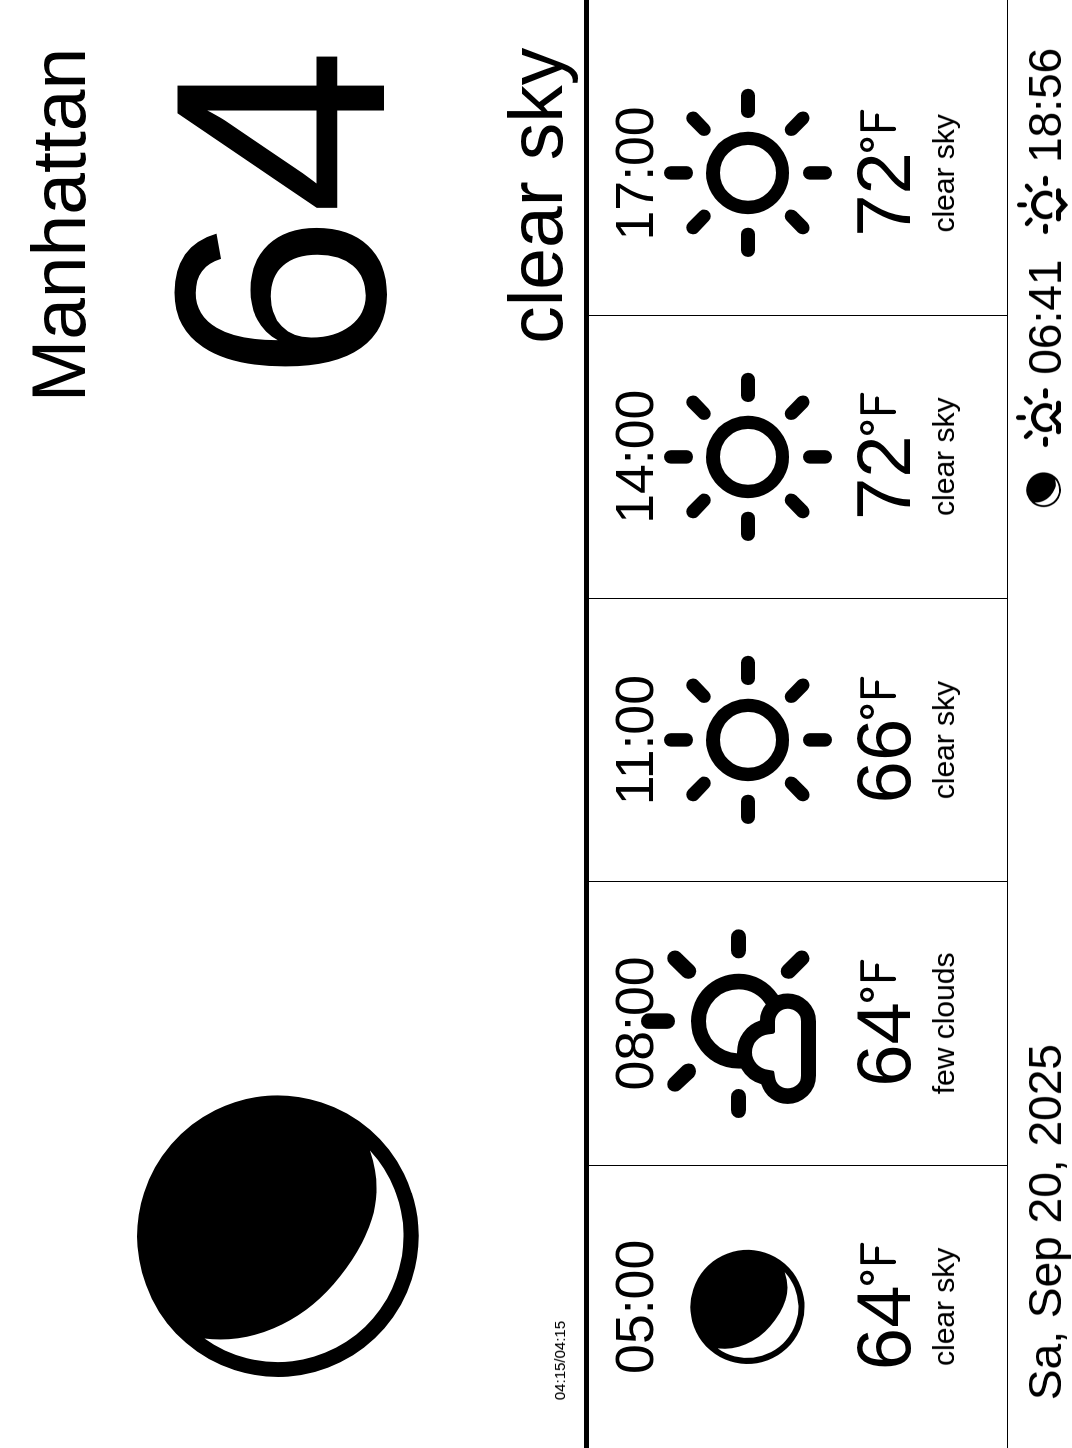 Manhattan
64
clear sky
04:15/04:15
05:00
64°F
clear sky
08:00
64°F
few clouds
11:00
66°F
clear sky
14:00
72°F
clear sky
17:00
72°F
clear sky
Sa, Sep 20, 2025
06:41
18:56